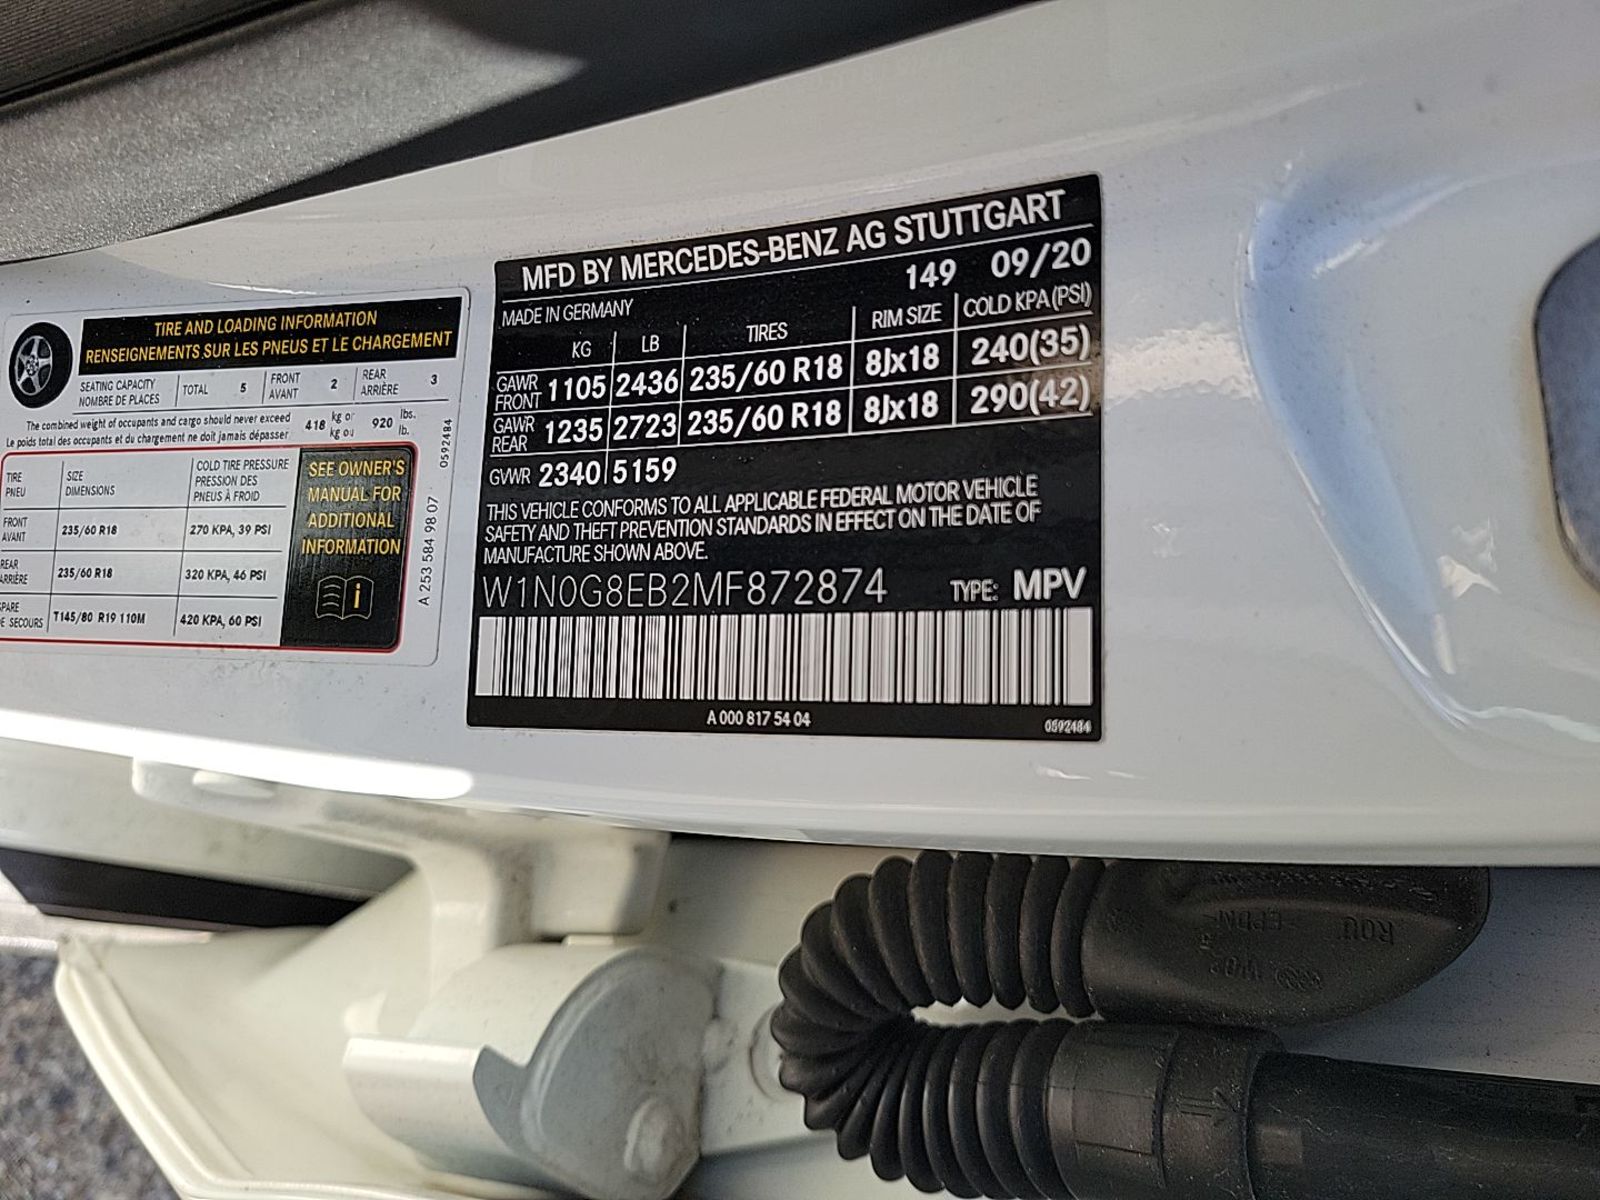 TIRE AND LOADING INFORMATION
RENSEIGNEMENTS SUR LES PNEUS ET LE CHARGEMENT
SEATING CAPACITY
NOMBRE DE PLACES
TOTAL 5
FRONT
AVANT
2
REAR
ARRIÈRE
3
The combined weight of occupants and cargo should never exceed
Le poids total des occupants et du chargement ne doit jamais dépasser
418 kg or
kg ou
920 lbs.
lb.
TIRE
PNEU
SIZE
DIMENSIONS
COLD TIRE PRESSURE
PRESSION DES
PNEUS À FROID
FRONT
AVANT
235/60 R18
270 KPA, 39 PSI
REAR
ARRIÈRE
235/60 R18
320 KPA, 46 PSI
SPARE
DE SECOURS
T145/80 R19 110M
420 KPA, 60 PSI
SEE OWNER'S
MANUAL FOR
ADDITIONAL
INFORMATION
i
A 253 584 98 07
0592484
MFD BY MERCEDES-BENZ AG STUTTGART
MADE IN GERMANY 149 09/20
KG LB TIRES RIM SIZE COLD KPA(PSI)
GAWR
FRONT
1105 2436 235/60 R18 8Jx18 240(35)
GAWR
REAR
1235 2723 235/60 R18 8Jx18 290(42)
GVWR 2340 5159
THIS VEHICLE CONFORMS TO ALL APPLICABLE FEDERAL MOTOR VEHICLE
SAFETY AND THEFT PREVENTION STANDARDS IN EFFECT ON THE DATE OF
MANUFACTURE SHOWN ABOVE.
W1N0G8EB2MF872874 TYPE: MPV
A 000 817 54 04
0592484
ROU
EPDM